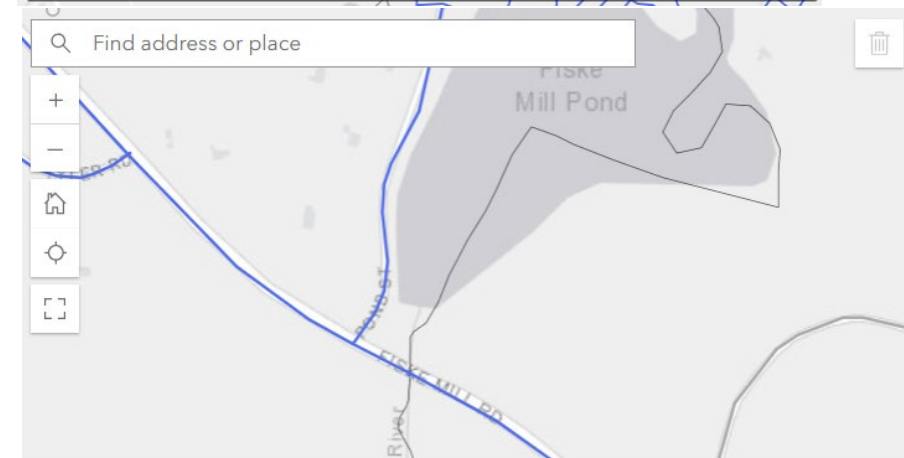 Find address or place
Fiske
Mill Pond
POND ST
FISKE MILL RD
River